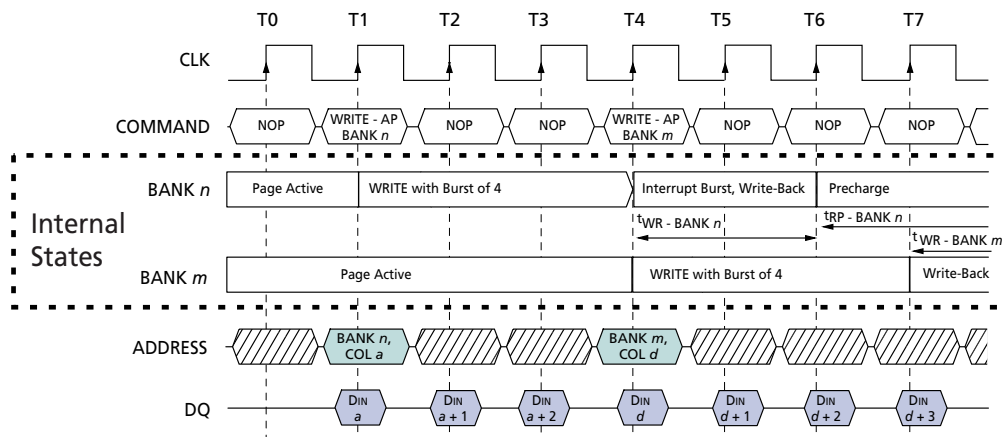 T0 T1 T2 T3 T4 T5 T6 T7
CLK
COMMAND NOP WRITE - AP BANK n NOP NOP WRITE - AP BANK m NOP NOP NOP
Internal States
BANK n Page Active WRITE with Burst of 4 Interrupt Burst, Write-Back Precharge
tWR - BANK n tRP - BANK n
tWR - BANK m
BANK m Page Active WRITE with Burst of 4 Write-Back
ADDRESS BANK n, COL a BANK m, COL d
DQ DIN a DIN a + 1 DIN a + 2 DIN d DIN d + 1 DIN d + 2 DIN d + 3